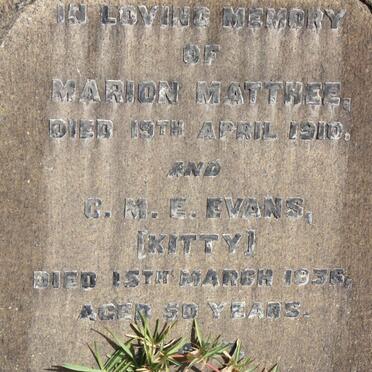 IN LOVING MEMORY
OF
MARION MATTHEE,
DIED 19TH APRIL 1910.
AND
C. M. E. EVANS,
[KITTY]
DIED 15TH MARCH 1936,
AGED 50 YEARS.